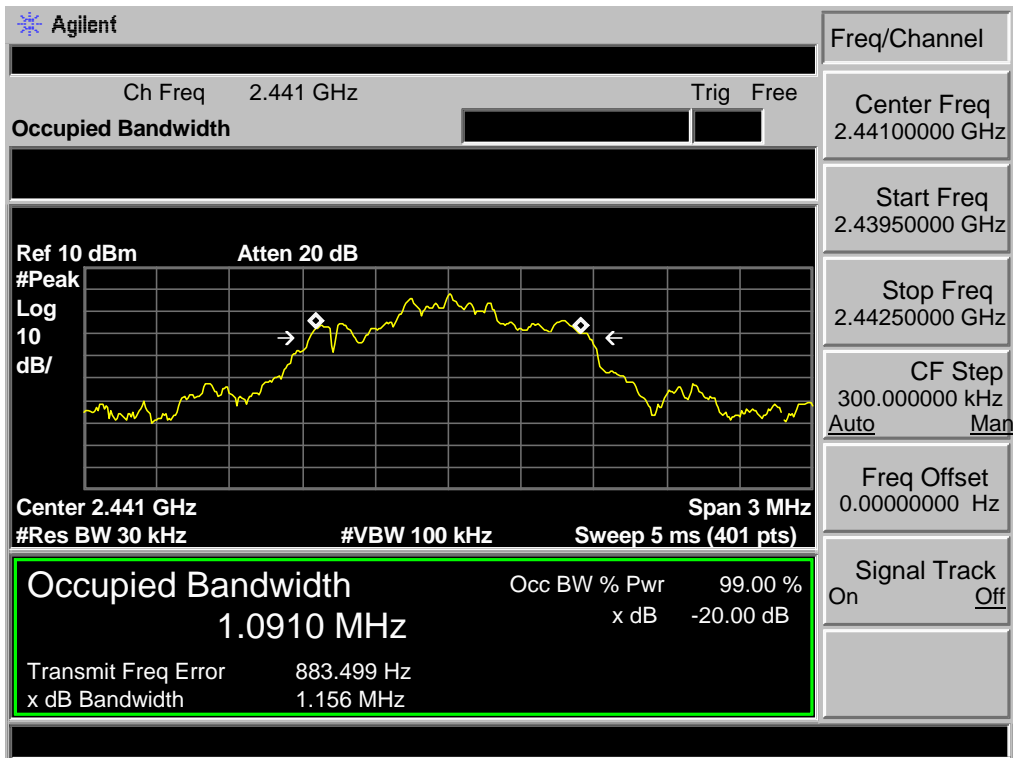 Agilent
Freq/Channel
Ch Freq 2.441 GHz Trig Free
Occupied Bandwidth
Center Freq
2.44100000 GHz
Start Freq
2.43950000 GHz
Stop Freq
2.44250000 GHz
CF Step
300.000000 kHz
Auto Man
Freq Offset
0.00000000 Hz
Signal Track
On Off
Ref 10 dBm Atten 20 dB
#Peak
Log
10
dB/
Center 2.441 GHz Span 3 MHz
#Res BW 30 kHz #VBW 100 kHz Sweep 5 ms (401 pts)
Occupied Bandwidth Occ BW % Pwr 99.00 %
1.0910 MHz x dB -20.00 dB
Transmit Freq Error 883.499 Hz
x dB Bandwidth 1.156 MHz